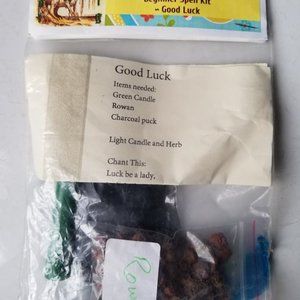 Beginner Spell Kit
~ Good Luck
Good Luck
Items needed:
Green Candle
Rowan
Charcoal puck
Light Candle and Herb
Chant This:
Luck be a lady,
Row